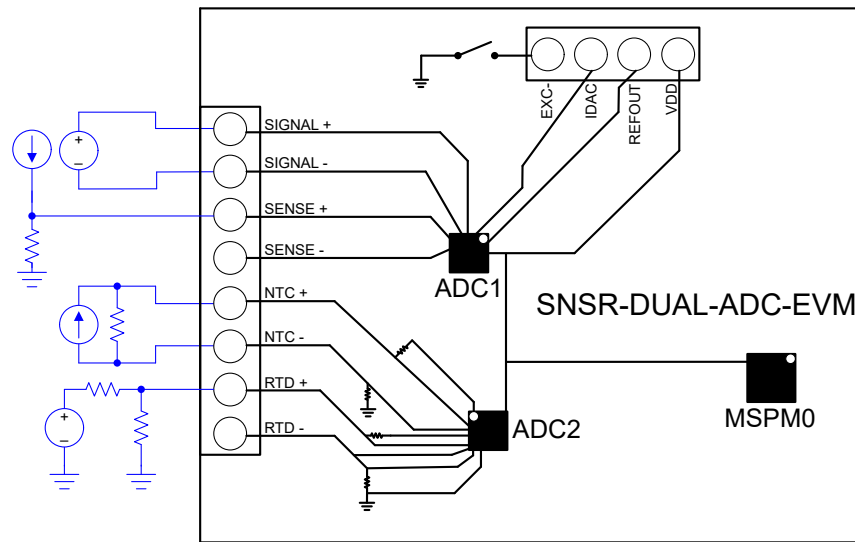 EXC-
IDAC
REFOUT
VDD
SIGNAL +
SIGNAL -
SENSE +
SENSE -
NTC +
NTC -
RTD +
RTD -
+
–
+
–
ADC1
SNSR-DUAL-ADC-EVM
MSPM0
ADC2